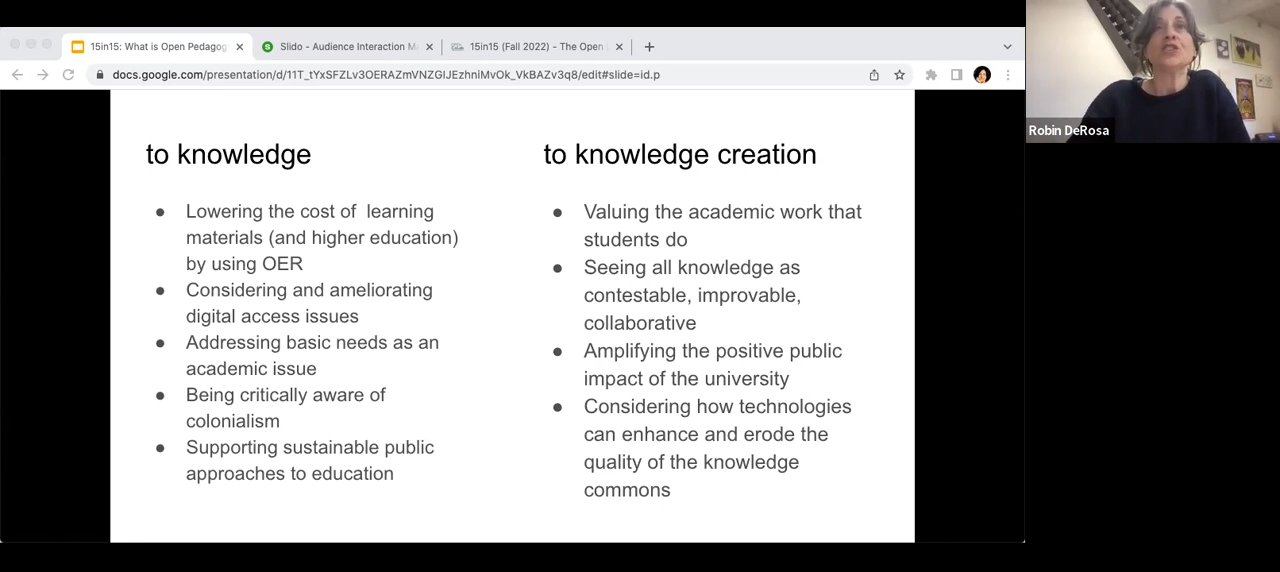 15in15: What is Open Pedagog
Slido - Audience Interaction M
15in15 (Fall 2022) - The Open
docs.google.com/presentation/d/11T_tYxSFZLv3OERAZmVNZGIJEzhniMvOk_VkBAZv3q8/edit#slide=id.p
Robin DeRosa
to knowledge
● Lowering the cost of learning
materials (and higher education)
by using OER
● Considering and ameliorating
digital access issues
● Addressing basic needs as an
academic issue
● Being critically aware of
colonialism
● Supporting sustainable public
approaches to education
to knowledge creation
● Valuing the academic work that
students do
● Seeing all knowledge as
contestable, improvable,
collaborative
● Amplifying the positive public
impact of the university
● Considering how technologies
can enhance and erode the
quality of the knowledge
commons